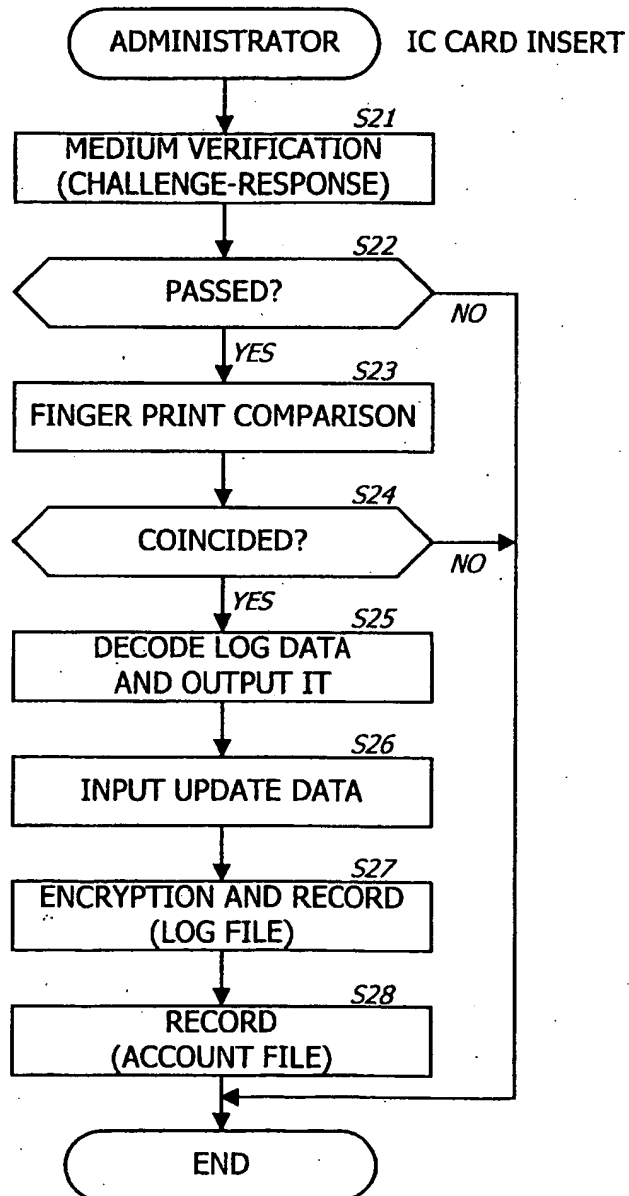 ADMINISTRATOR IC CARD INSERT
S21
MEDIUM VERIFICATION
(CHALLENGE-RESPONSE)
S22
PASSED?
NO
YES
S23
FINGER PRINT COMPARISON
S24
COINCIDED?
NO
YES
S25
DECODE LOG DATA
AND OUTPUT IT
S26
INPUT UPDATE DATA
S27
ENCRYPTION AND RECORD
(LOG FILE)
S28
RECORD
(ACCOUNT FILE)
END